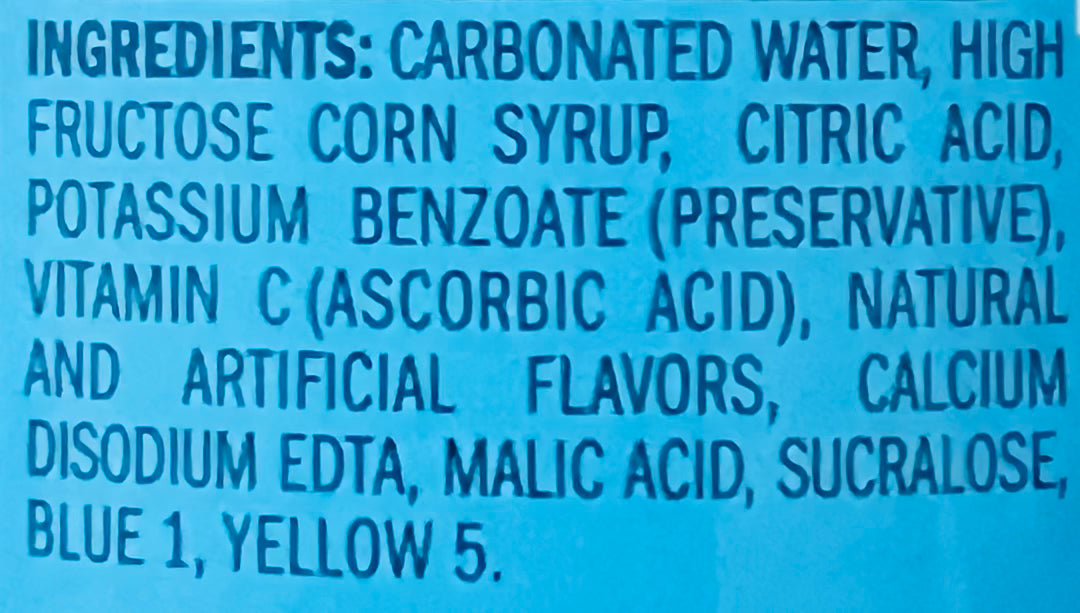 INGREDIENTS: CARBONATED WATER, HIGH
FRUCTOSE CORN SYRUP, CITRIC ACID,
POTASSIUM BENZOATE (PRESERVATIVE),
VITAMIN C (ASCORBIC ACID), NATURAL
AND ARTIFICIAL FLAVORS, CALCIUM
DISODIUM EDTA, MALIC ACID, SUCRALOSE,
BLUE 1, YELLOW 5.